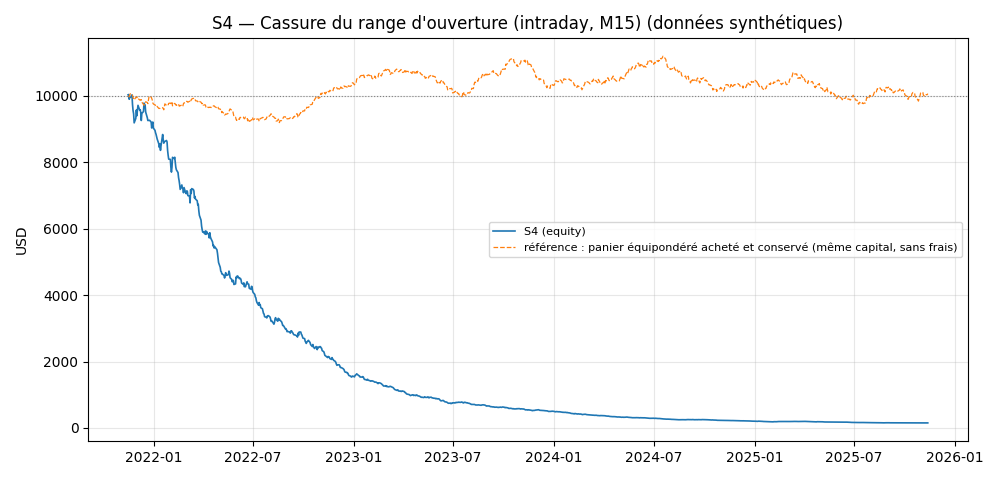 S4 — Cassure du range d'ouverture (intraday, M15) (données synthétiques)
USD
10000
8000
6000
4000
2000
0
S4 (equity)
référence : panier équipondéré acheté et conservé (même capital, sans frais)
2022-01 2022-07 2023-01 2023-07 2024-01 2024-07 2025-01 2025-07 2026-01